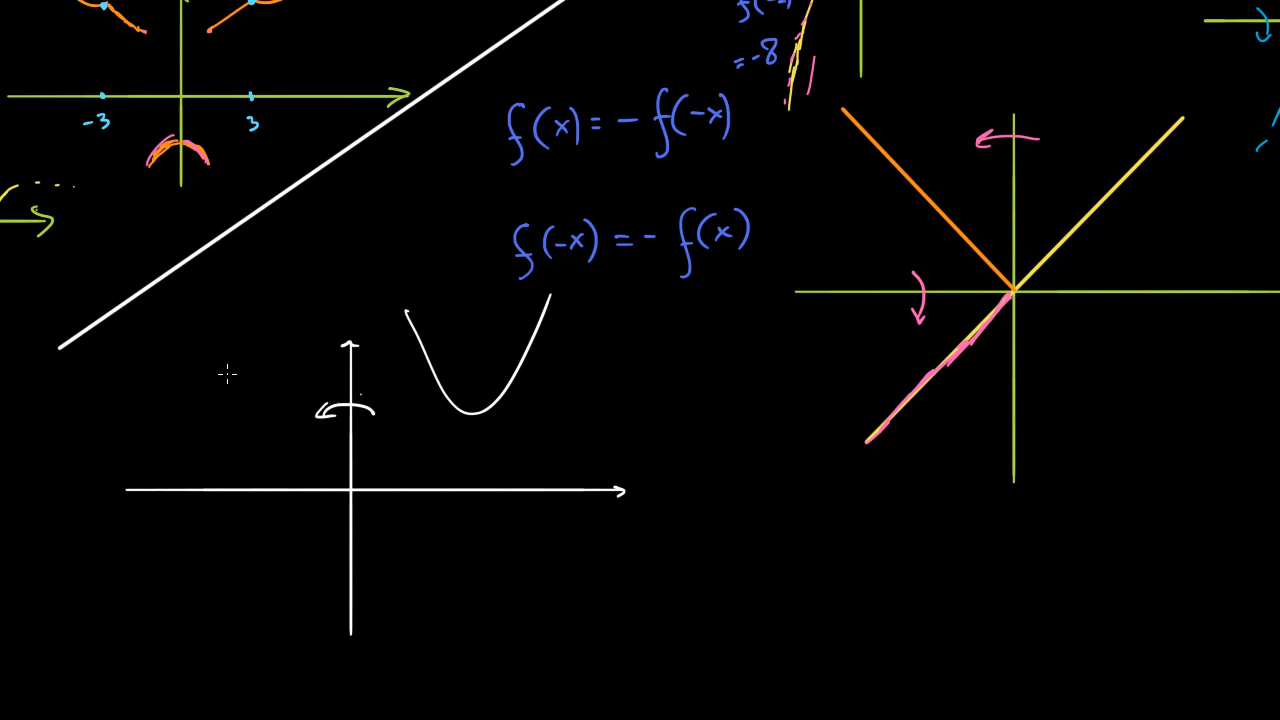 -3
3
= -8
f(x) = - f(-x)
f(-x) = - f(x)